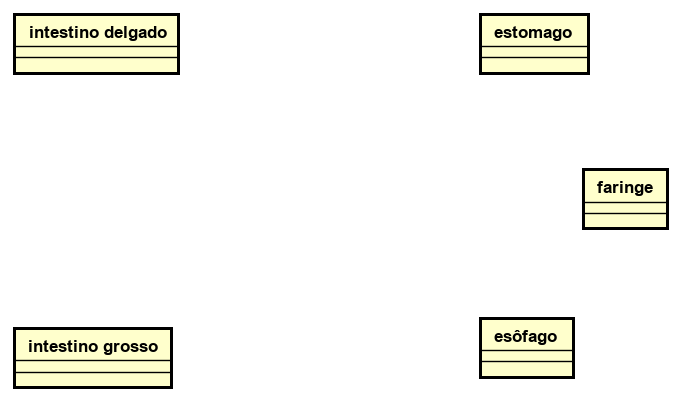 intestino delgado
estomago
faringe
esôfago
intestino grosso